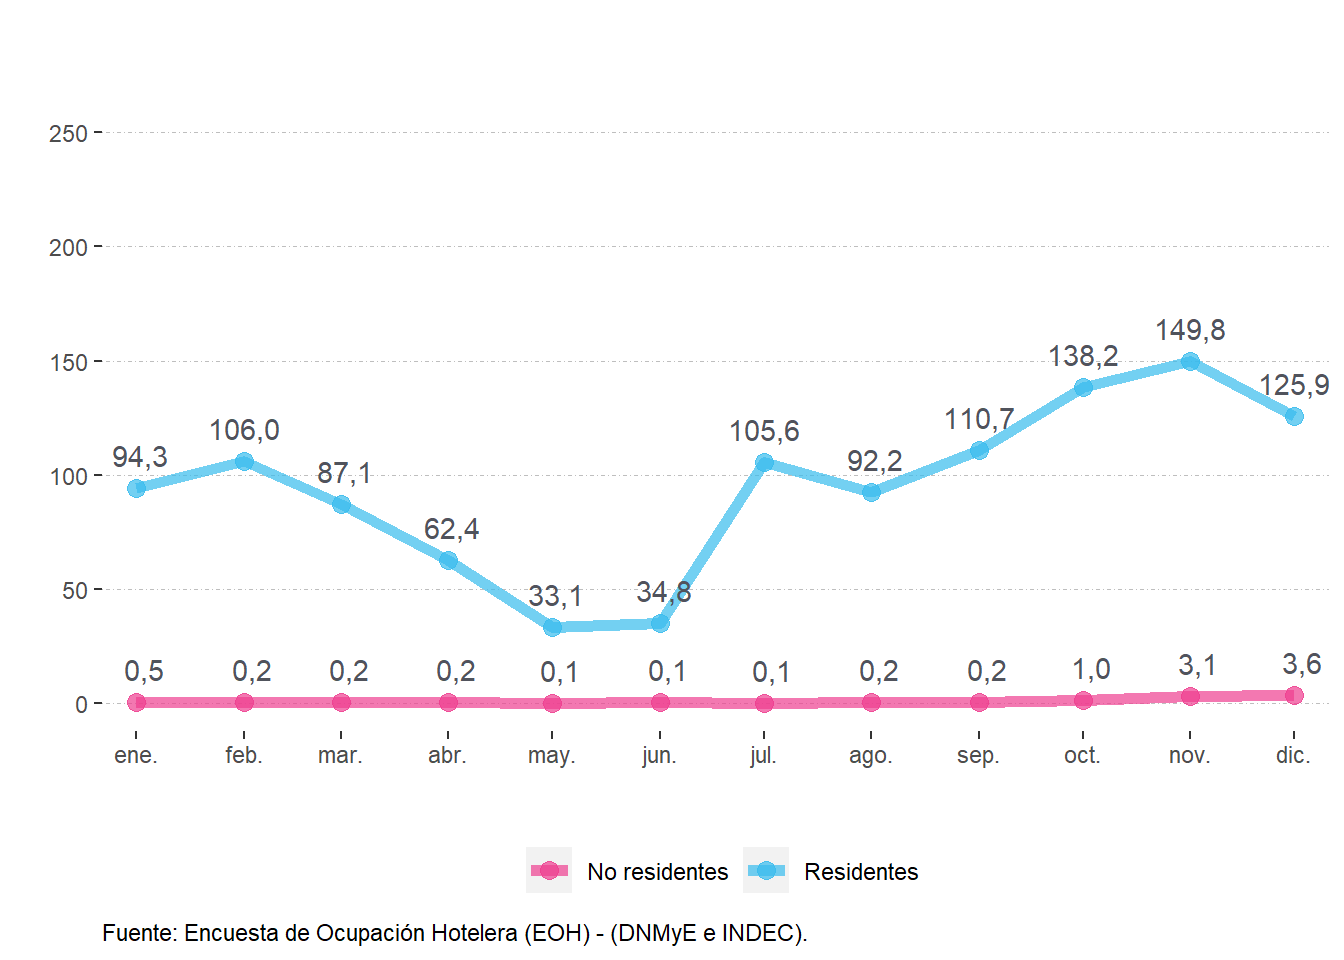 250
200
150
100
50
0
94,3
106,0
87,1
62,4
33,1
34,8
105,6
92,2
110,7
138,2
149,8
125,9
0,5
0,2
0,2
0,2
0,1
0,1
0,1
0,2
0,2
1,0
3,1
3,6
ene.
feb.
mar.
abr.
may.
jun.
jul.
ago.
sep.
oct.
nov.
dic.
No residentes
Residentes
Fuente: Encuesta de Ocupación Hotelera (EOH) - (DNMyE e INDEC).